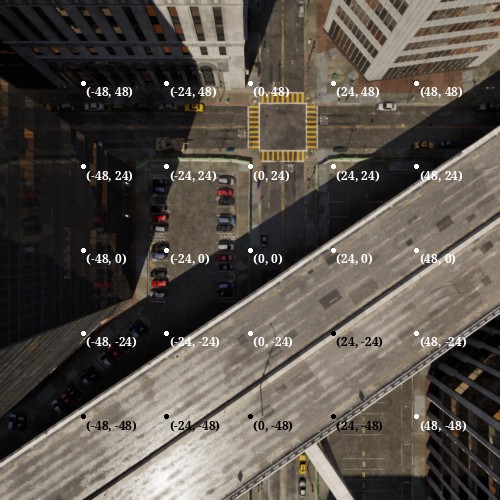 (-48, 48) (-24, 48) (0, 48) (24, 48) (48, 48)
(-48, 24) (-24, 24) (0, 24) (24, 24) (48, 24)
(-48, 0) (-24, 0) (0, 0) (24, 0) (48, 0)
(-48, -24) (-24, -24) (0, -24) (24, -24) (48, -24)
(-48, -48) (-24, -48) (0, -48) (24, -48) (48, -48)